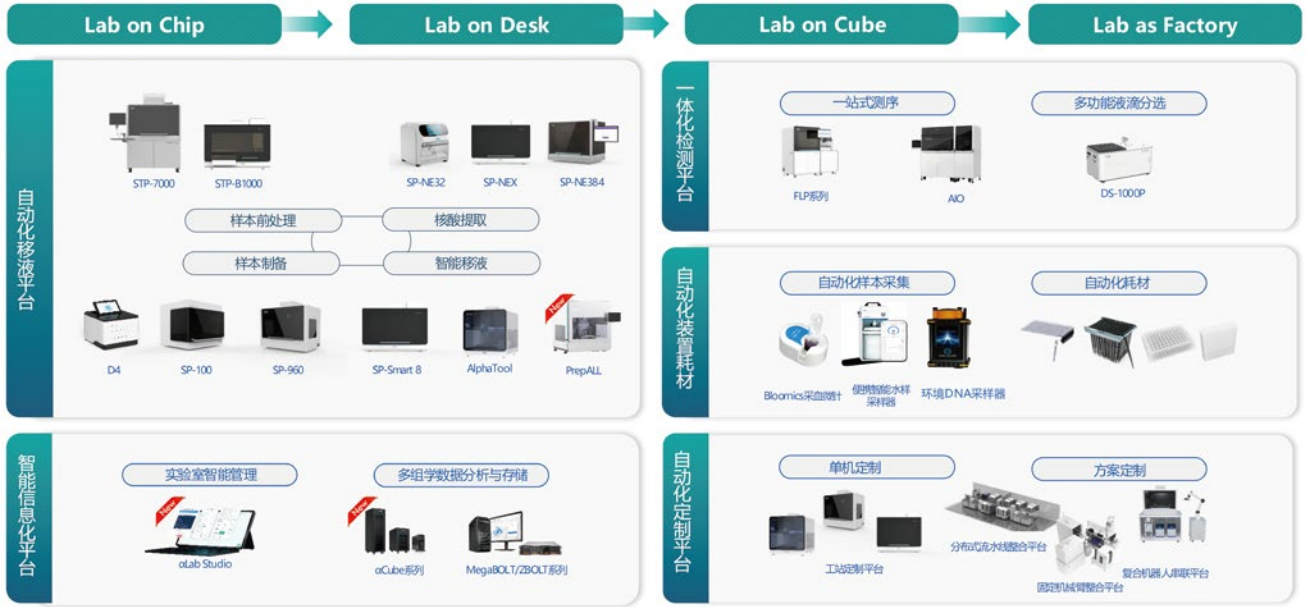 Lab on Chip
Lab on Desk
Lab on Cube
Lab as Factory
自动化移液平台
STP-7000
STP-B1000
SP-NE32
SP-NEX
SP-NE384
样本前处理
核酸提取
样本制备
智能移液
New
D4
SP-100
SP-960
SP-Smart 8
AlphaTool
PrepALL
智能信息化平台
实验室智能管理
多组学数据分析与存储
New
New
αLab Studio
αCube系列
MegaBOLT/ZBOLT系列
一体化检测平台
一站式测序
多功能液滴分选
FLP系列
AIO
DS-1000P
自动化装置耗材
自动化样本采集
自动化耗材
Bloomics采血微针
便携智能水样
采样器
环境DNA采样器
自动化定制平台
单机定制
方案定制
工站定制平台
分布式流水线整合平台
固定机械臂整合平台
复合机器人串联平台